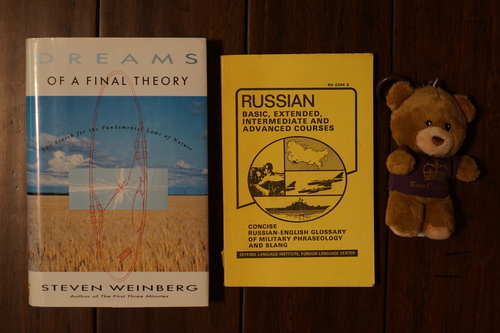 DREAMS
OF A FINAL THEORY
The Search for the Fundamental Laws of Nature
STEVEN WEINBERG
Author of The First Three Minutes
RUSSIAN
BASIC, EXTENDED,
INTERMEDIATE AND
ADVANCED COURSES
CONCISE
RUSSIAN-ENGLISH GLOSSARY
OF MILITARY PHRASEOLOGY
AND SLANG
DEFENSE LANGUAGE INSTITUTE, FOREIGN LANGUAGE CENTER